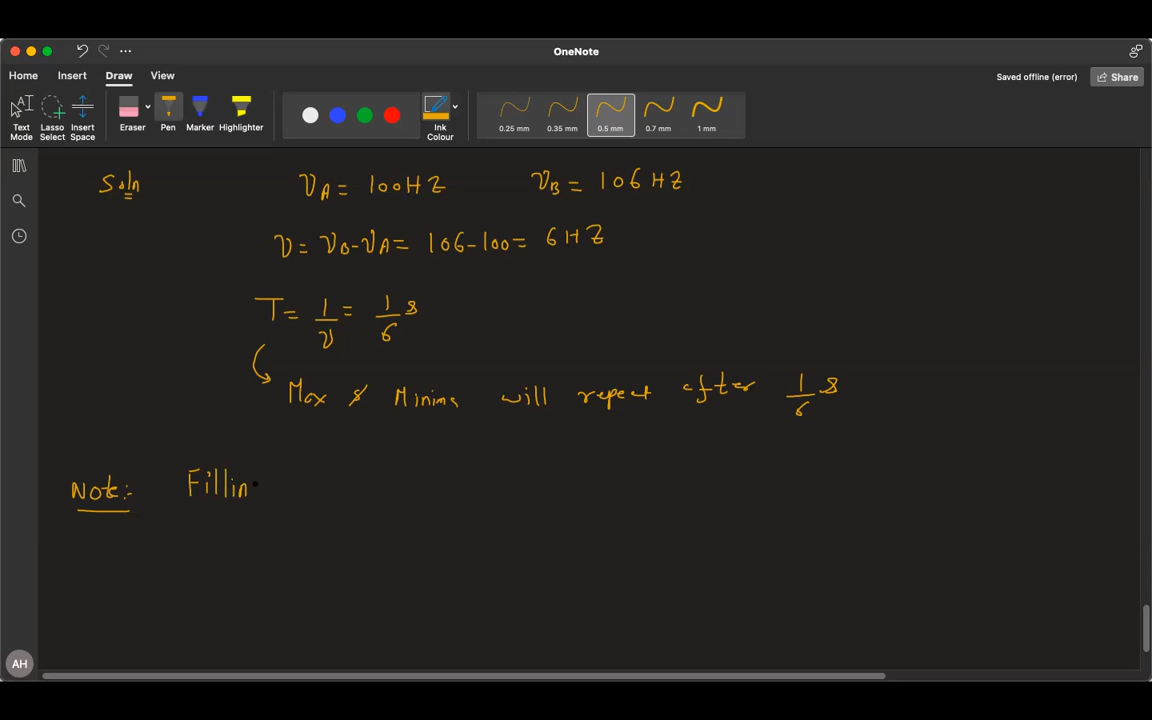 OneNote
Home Insert Draw View Saved offline (error) Share
Text Mode Lasso Select Insert Space Eraser Pen Marker Highlighter Ink Colour 0.25 mm 0.35 mm 0.5 mm 0.7 mm 1 mm
Soln νA = 100HZ νB = 106 HZ
ν = νB-νA = 106-100 = 6 HZ
T = 1/ν = 1/6 s
Max & Minima will repeat after 1/6 s
Note:- Fillin
AH